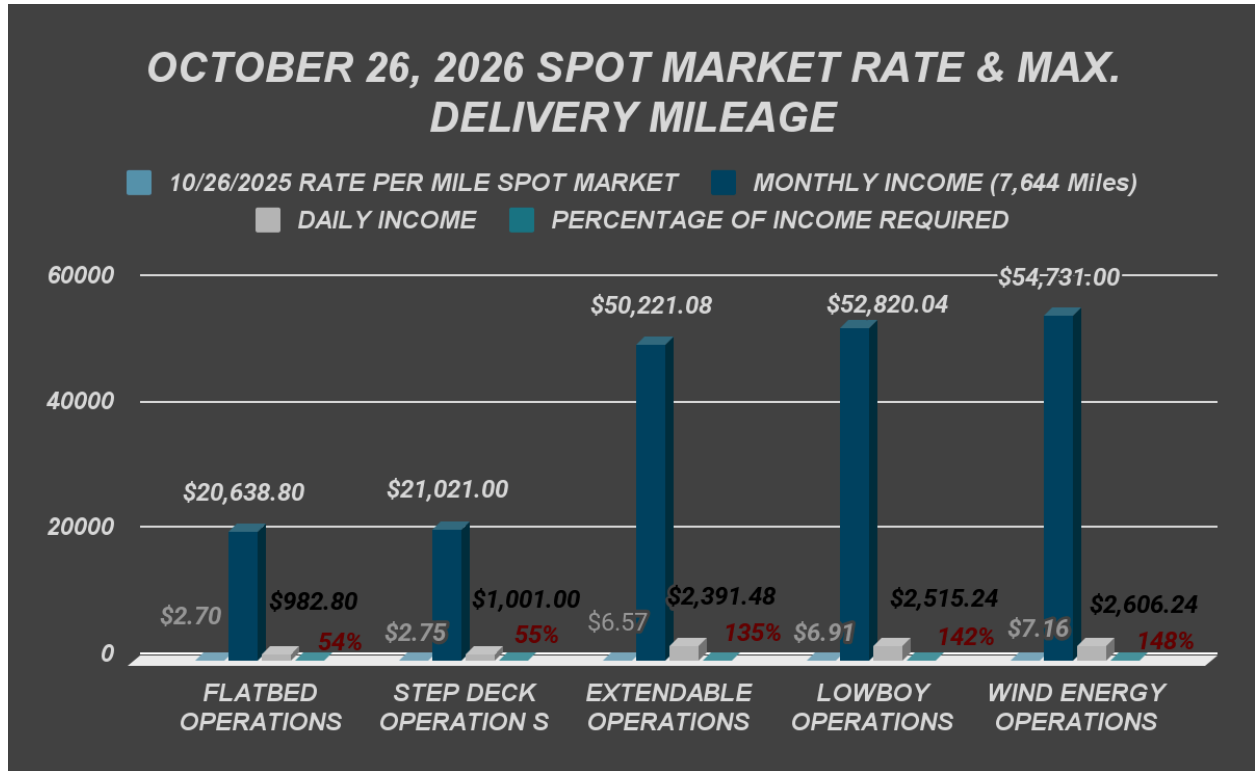 OCTOBER 26, 2026 SPOT MARKET RATE & MAX.
DELIVERY MILEAGE
10/26/2025 RATE PER MILE SPOT MARKET
MONTHLY INCOME (7,644 Miles)
DAILY INCOME
PERCENTAGE OF INCOME REQUIRED
60000
40000
20000
0
$2.70
$20,638.80
$982.80
54%
$2.75
$21,021.00
$1,001.00
55%
$6.57
$50,221.08
$2,391.48
135%
$6.91
$52,820.04
$2,515.24
142%
$7.16
$54,731.00
$2,606.24
148%
FLATBED
OPERATIONS
STEP DECK
OPERATION S
EXTENDABLE
OPERATIONS
LOWBOY
OPERATIONS
WIND ENERGY
OPERATIONS